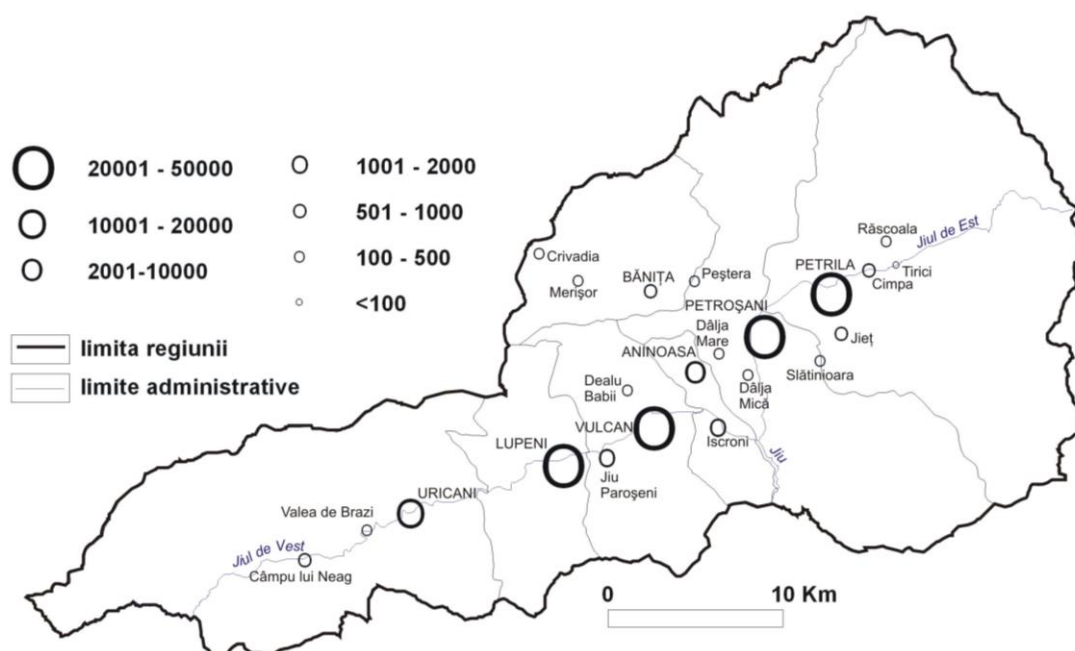 20001 - 50000
10001 - 20000
2001-10000
1001 - 2000
501 - 1000
100 - 500
<100
limita regiunii
limite administrative
Răscoala
Jiul de Est
Crivadia
PETRILA
Tirici
Cimpa
Merişor
BĂNIŢA
Peştera
PETROŞANI
Dâlja
Mare
Jieţ
ANINOASA
Slătinioara
Dealu
Babii
Dâlja
Mică
VULCAN
Iscroni
LUPENI
Jiu
Jiu
Paroşeni
URICANI
Valea de Brazi
Jiul de Vest
Câmpu lui Neag
0 10 Km